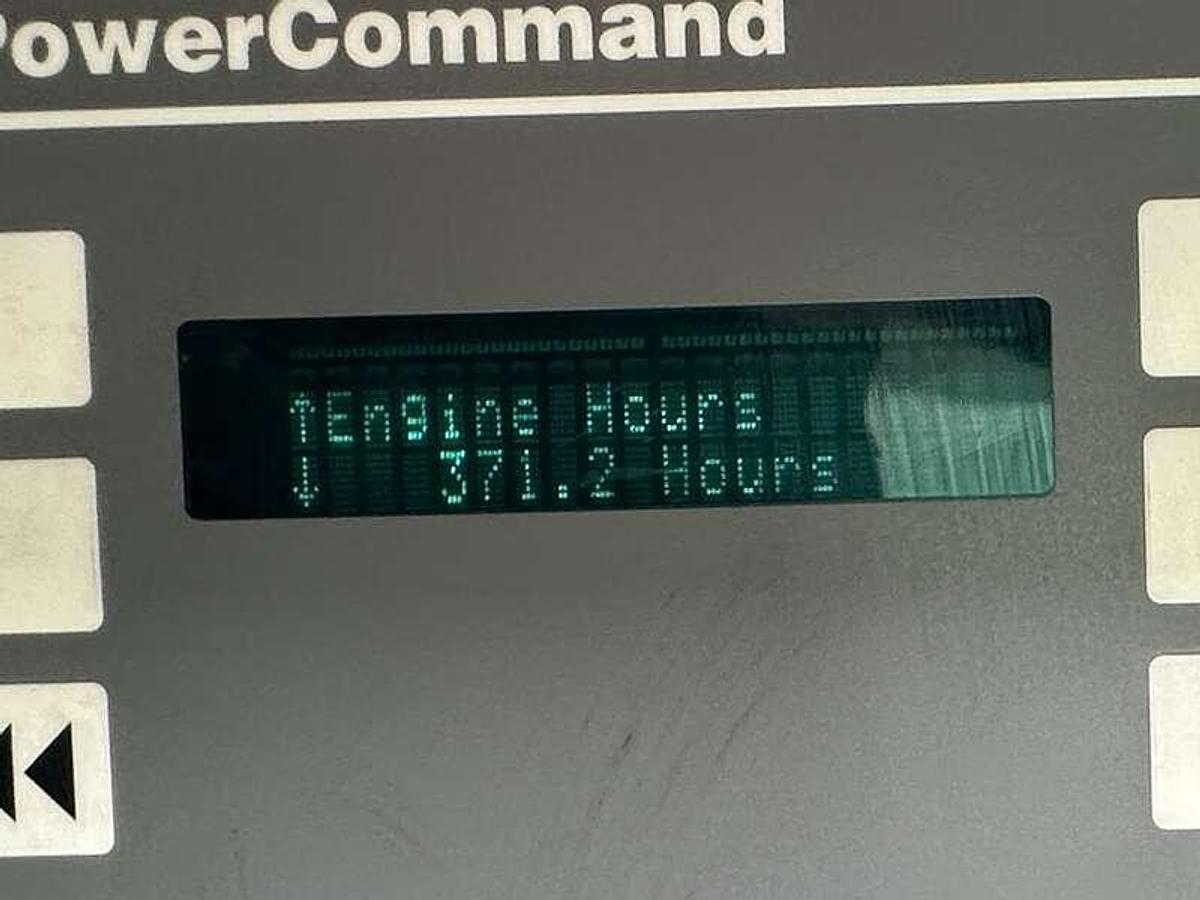 PowerCommand
↑Engine Hours
↓ 371.2 Hours